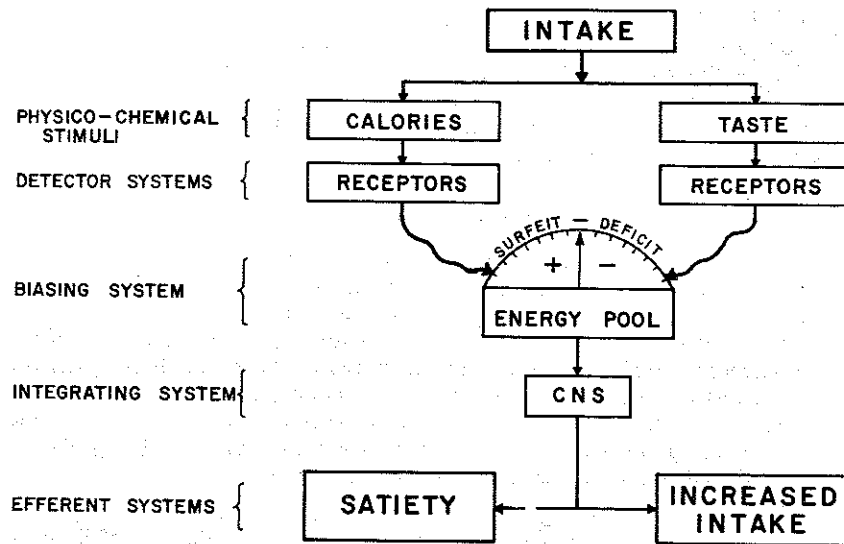 INTAKE
PHYSICO-CHEMICAL
STIMULI
CALORIES
TASTE
DETECTOR SYSTEMS
RECEPTORS
RECEPTORS
SURFEIT - DEFICIT
+ -
BIASING SYSTEM
ENERGY POOL
INTEGRATING SYSTEM
CNS
EFFERENT SYSTEMS
SATIETY
INCREASED
INTAKE